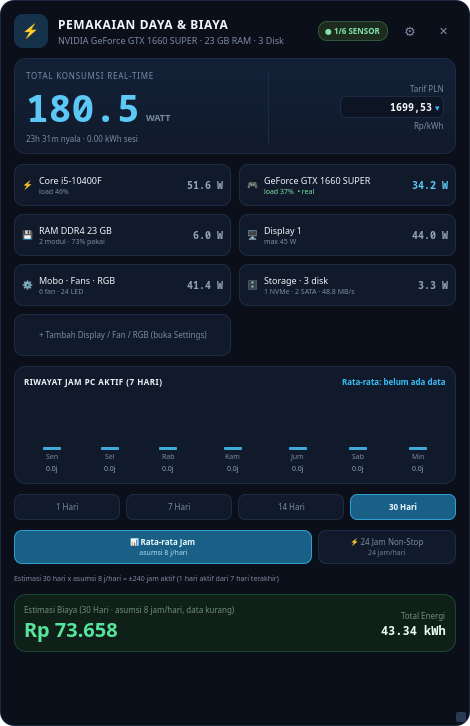 PEMAKAIAN DAYA & BIAYA
NVIDIA GeForce GTX 1660 SUPER · 23 GB RAM · 3 Disk
1/6 SENSOR
TOTAL KONSUMSI REAL-TIME
180.5 WATT
23h 31m nyala · 0.00 kWh sesi
Tarif PLN
1699,53
Rp/kWh
Core i5-10400F
load 46%
51.6 W
GeForce GTX 1660 SUPER
load 37% • real
34.2 W
RAM DDR4 23 GB
2 modul · 73% pakai
6.0 W
Display 1
max 45 W
44.0 W
Mobo · Fans · RGB
6 fan · 24 LED
41.4 W
Storage · 3 disk
1 NVMe · 2 SATA · 48.8 MB/s
3.3 W
+ Tambah Display / Fan / RGB (buka Settings)
RIWAYAT JAM PC AKTIF (7 HARI)
Rata-rata: belum ada data
Sen Sel Rab Kam Jum Sab Min
0.0j 0.0j 0.0j 0.0j 0.0j 0.0j 0.0j
1 Hari
7 Hari
14 Hari
30 Hari
Rata-rata Jam
asumsi 8 j/hari
24 Jam Non-Stop
24 jam/hari
Estimasi 30 hari x asumsi 8 j/hari = ±240 jam aktif (1 hari aktif dari 7 hari terakhir)
Estimasi Biaya (30 Hari · asumsi 8 jam/hari, data kurang)
Rp 73.658
Total Energi
43.34 kWh